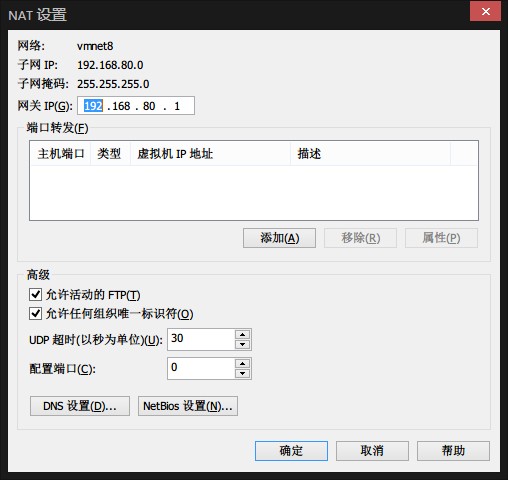 NAT 设置
网络: vmnet8
子网 IP: 192.168.80.0
子网掩码: 255.255.255.0
网关 IP(G): 192 . 168 . 80 . 1
端口转发(F)
主机端口 类型 虚拟机 IP 地址 描述
添加(A) 移除(R) 属性(P)
高级
允许活动的 FTP(T)
允许任何组织唯一标识符(O)
UDP 超时(以秒为单位)(U): 30
配置端口(C): 0
DNS 设置(D)... NetBios 设置(N)...
确定 取消 帮助